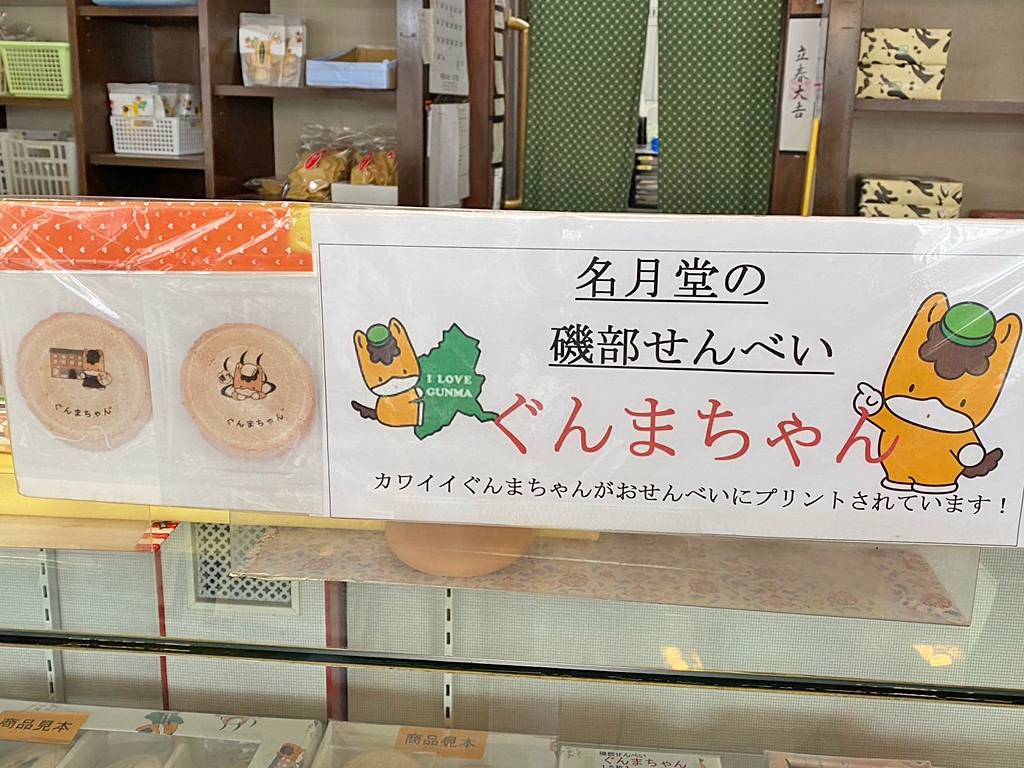 立春大吉
名月堂の
磯部せんべい
I LOVE
GUNMA
ぐんまちゃん
カワイイぐんまちゃんがおせんべいにプリントされています！
ぐんまちゃん
ぐんまちゃん
商品見本
商品見本
磯部せんべい
ぐんまちゃん